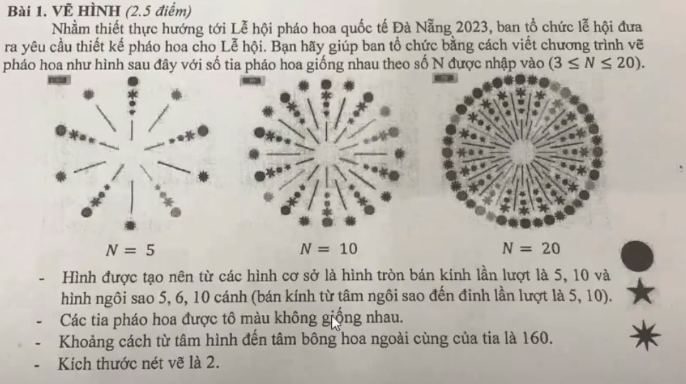 Bài 1. VẼ HÌNH (2.5 điểm)
Nhằm thiết thực hướng tới Lễ hội pháo hoa quốc tế Đà Nẵng 2023, ban tổ chức lễ hội đưa
ra yêu cầu thiết kế pháo hoa cho Lễ hội. Bạn hãy giúp ban tổ chức bằng cách viết chương trình vẽ
pháo hoa như hình sau đây với số tia pháo hoa giống nhau theo số N được nhập vào (3 ≤ N ≤ 20).
N = 5 N = 10 N = 20
- Hình được tạo nên từ các hình cơ sở là hình tròn bán kính lần lượt là 5, 10 và
hình ngôi sao 5, 6, 10 cánh (bán kính từ tâm ngôi sao đến đỉnh lần lượt là 5, 10).
- Các tia pháo hoa được tô màu không giống nhau.
- Khoảng cách từ tâm hình đến tâm bông hoa ngoài cùng của tia là 160.
- Kích thước nét vẽ là 2.